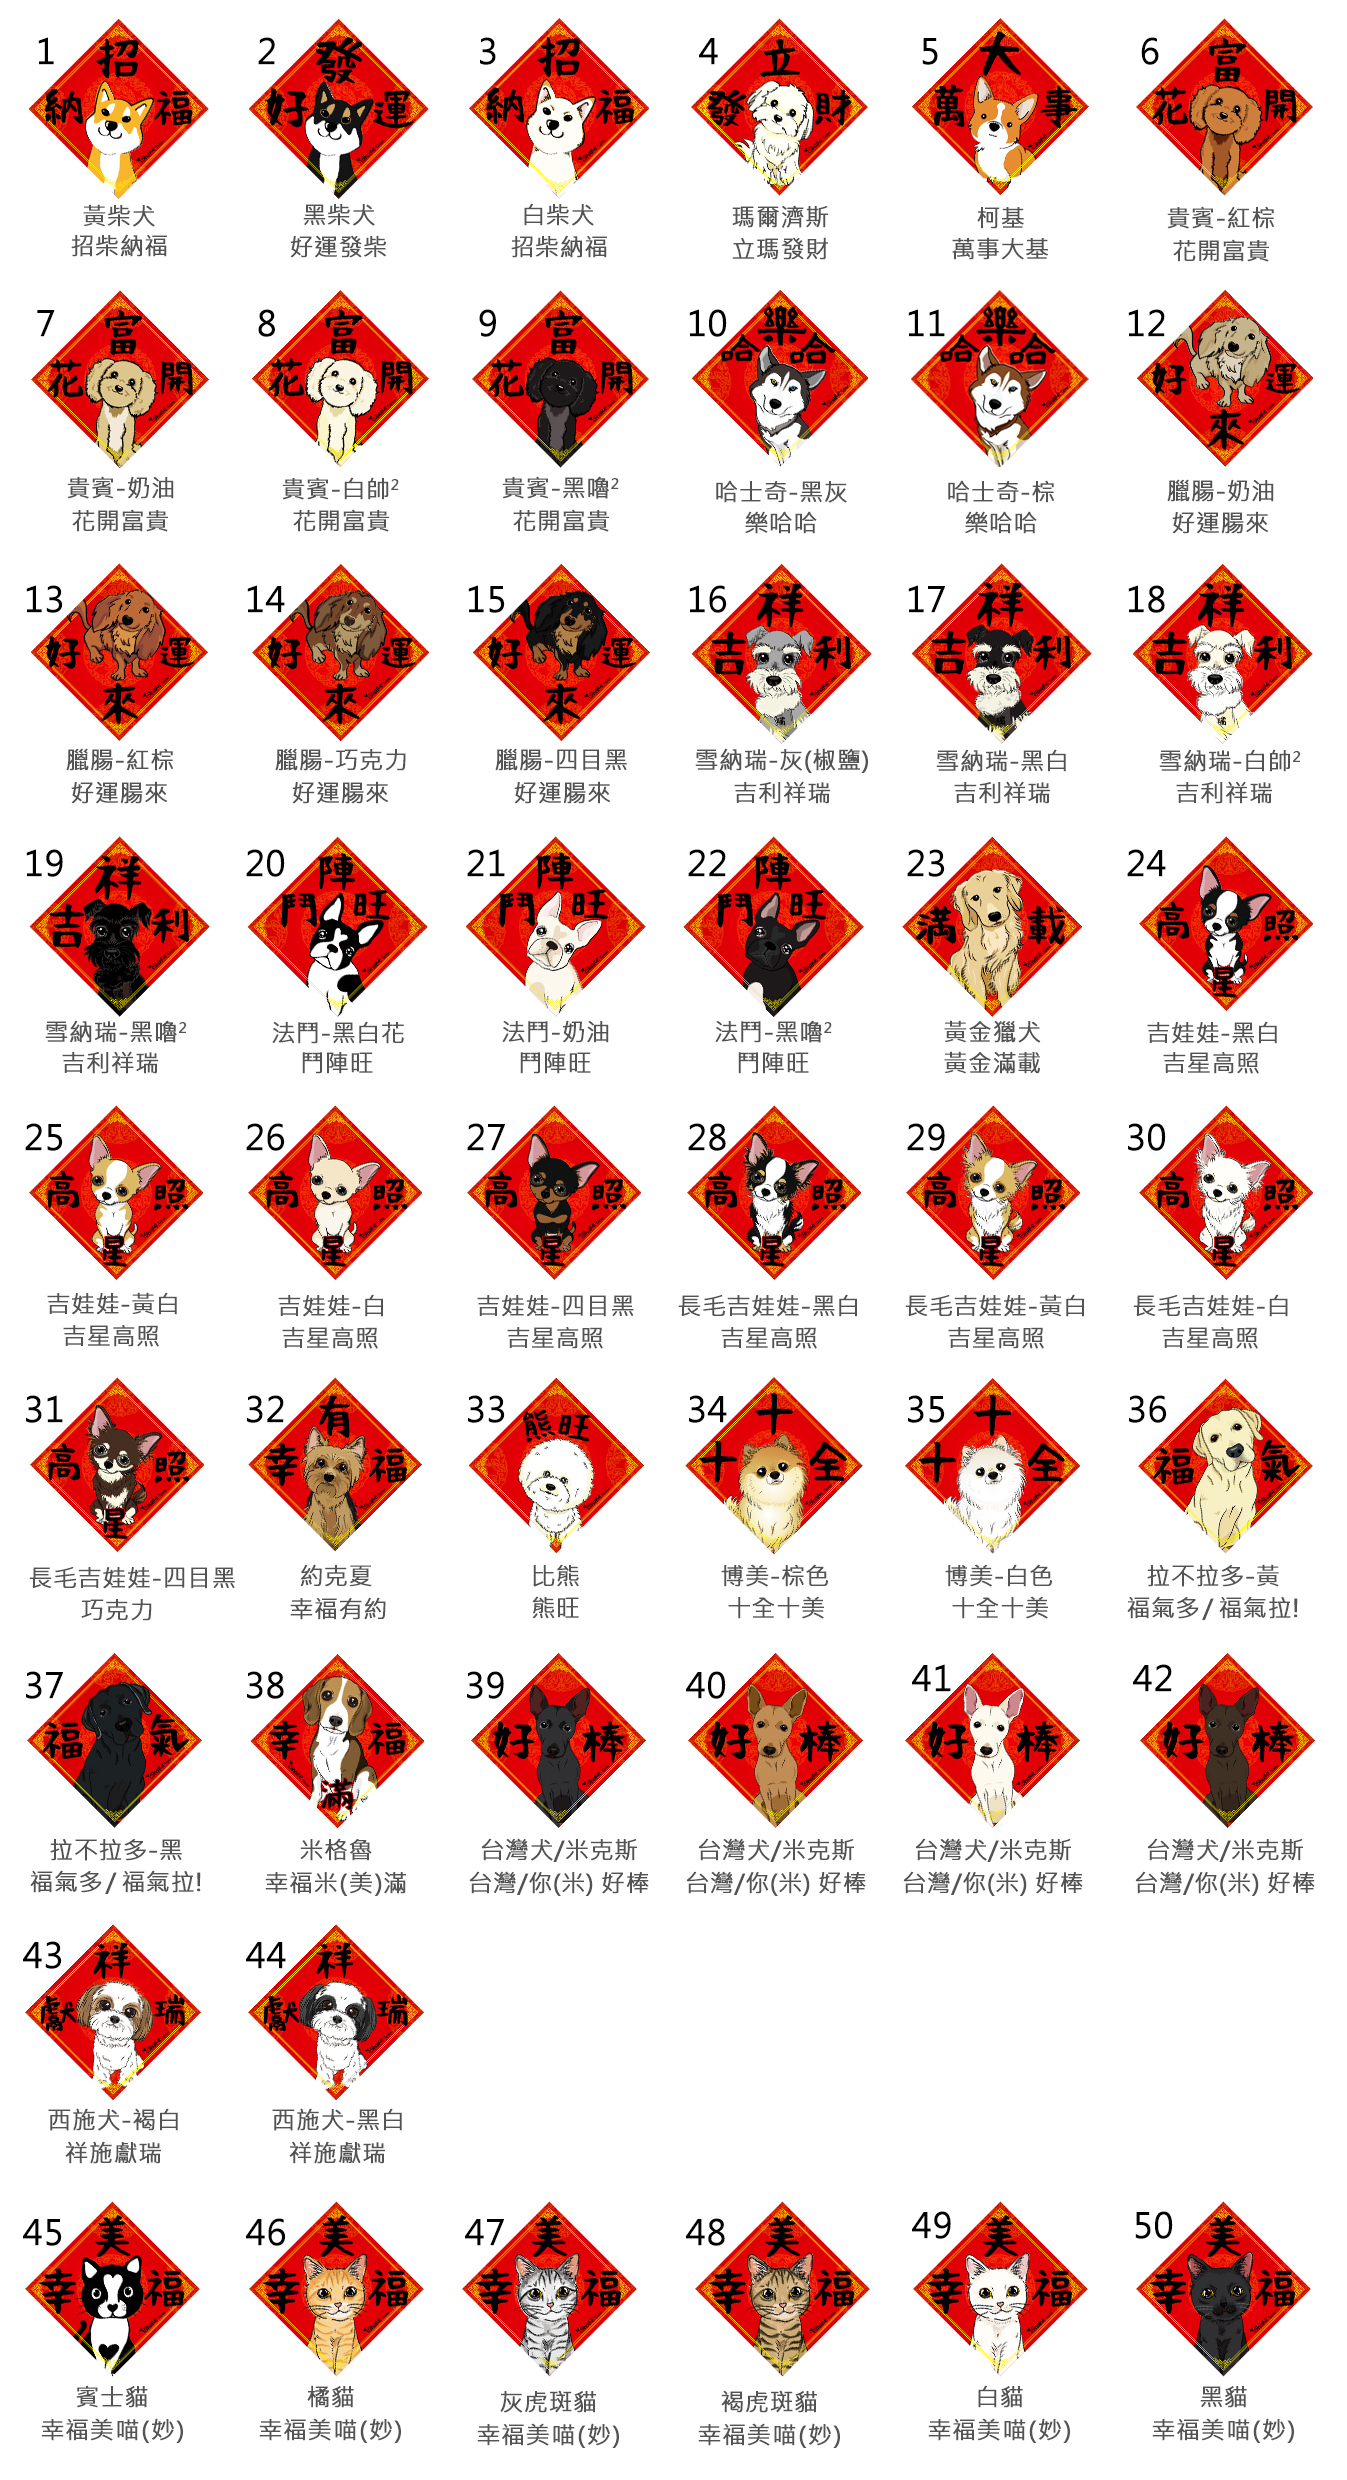 1
招
納 福
黃柴犬
招柴納福
2
發
好 運
黑柴犬
好運發柴
3
招
納 福
白柴犬
招柴納福
4
立
發 財
瑪爾濟斯
立瑪發財
5
大
萬 事
柯基
萬事大基
6
富
花 開
貴賓-紅棕
花開富貴
7
富
花 開
貴賓-奶油
花開富貴
8
富
花 開
貴賓-白帥²
花開富貴
9
富
花 開
貴賓-黑嚕²
花開富貴
10
樂
哈 哈
哈士奇-黑灰
樂哈哈
11
樂
哈 哈
哈士奇-棕
樂哈哈
12
好 運
來
臘腸-奶油
好運腸來
13
好 運
來
臘腸-紅棕
好運腸來
14
好 運
來
臘腸-巧克力
好運腸來
15
好 運
來
臘腸-四目黑
好運腸來
16
祥
吉 利
瑞
雪納瑞-灰(椒鹽)
吉利祥瑞
17
祥
吉 利
瑞
雪納瑞-黑白
吉利祥瑞
18
祥
吉 利
瑞
雪納瑞-白帥²
吉利祥瑞
19
祥
吉 利
雪納瑞-黑嚕²
吉利祥瑞
20
陣
鬥 旺
法鬥-黑白花
鬥陣旺
21
陣
鬥 旺
法鬥-奶油
鬥陣旺
22
陣
鬥 旺
法鬥-黑嚕²
鬥陣旺
23
滿 載
黃金獵犬
黃金滿載
24
高 照
星
吉娃娃-黑白
吉星高照
25
高 照
星
吉娃娃-黃白
吉星高照
26
高 照
星
吉娃娃-白
吉星高照
27
高 照
星
吉娃娃-四目黑
吉星高照
28
高 照
星
長毛吉娃娃-黑白
吉星高照
29
高 照
星
長毛吉娃娃-黃白
吉星高照
30
高 照
星
長毛吉娃娃-白
吉星高照
31
高 照
星
長毛吉娃娃-四目黑
巧克力
32
有
幸 福
約克夏
幸福有約
33
熊旺
比熊
熊旺
34
十
十 全
博美-棕色
十全十美
35
十
十 全
博美-白色
十全十美
36
福 氣
拉不拉多-黃
福氣多/福氣拉!
37
福 氣
拉不拉多-黑
福氣多/福氣拉!
38
幸 福
滿
米格魯
幸福米(美)滿
39
好 棒
台灣犬/米克斯
台灣/你(米) 好棒
40
好 棒
台灣犬/米克斯
台灣/你(米) 好棒
41
好 棒
台灣犬/米克斯
台灣/你(米) 好棒
42
好 棒
台灣犬/米克斯
台灣/你(米) 好棒
43
祥
獻 瑞
西施犬-褐白
祥施獻瑞
44
祥
獻 瑞
西施犬-黑白
祥施獻瑞
45
美
幸 福
賓士貓
幸福美喵(妙)
46
美
幸 福
橘貓
幸福美喵(妙)
47
美
幸 福
灰虎斑貓
幸福美喵(妙)
48
美
幸 福
褐虎斑貓
幸福美喵(妙)
49
美
幸 福
白貓
幸福美喵(妙)
50
美
幸 福
黑貓
幸福美喵(妙)